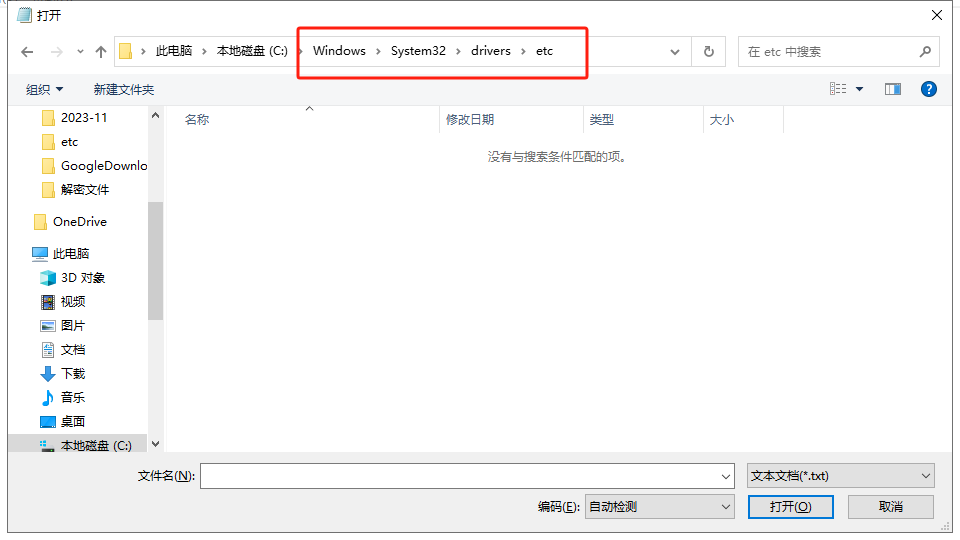 打开
此电脑 本地磁盘 (C:) Windows System32 drivers etc 在 etc 中搜索
组织 新建文件夹
2023-11
etc
GoogleDownlo
解密文件
OneDrive
此电脑
3D 对象
视频
图片
文档
下载
音乐
桌面
本地磁盘 (C:)
名称 修改日期 类型 大小
没有与搜索条件匹配的项。
文件名(N): 文本文档(*.txt)
编码(E): 自动检测 打开(O) 取消